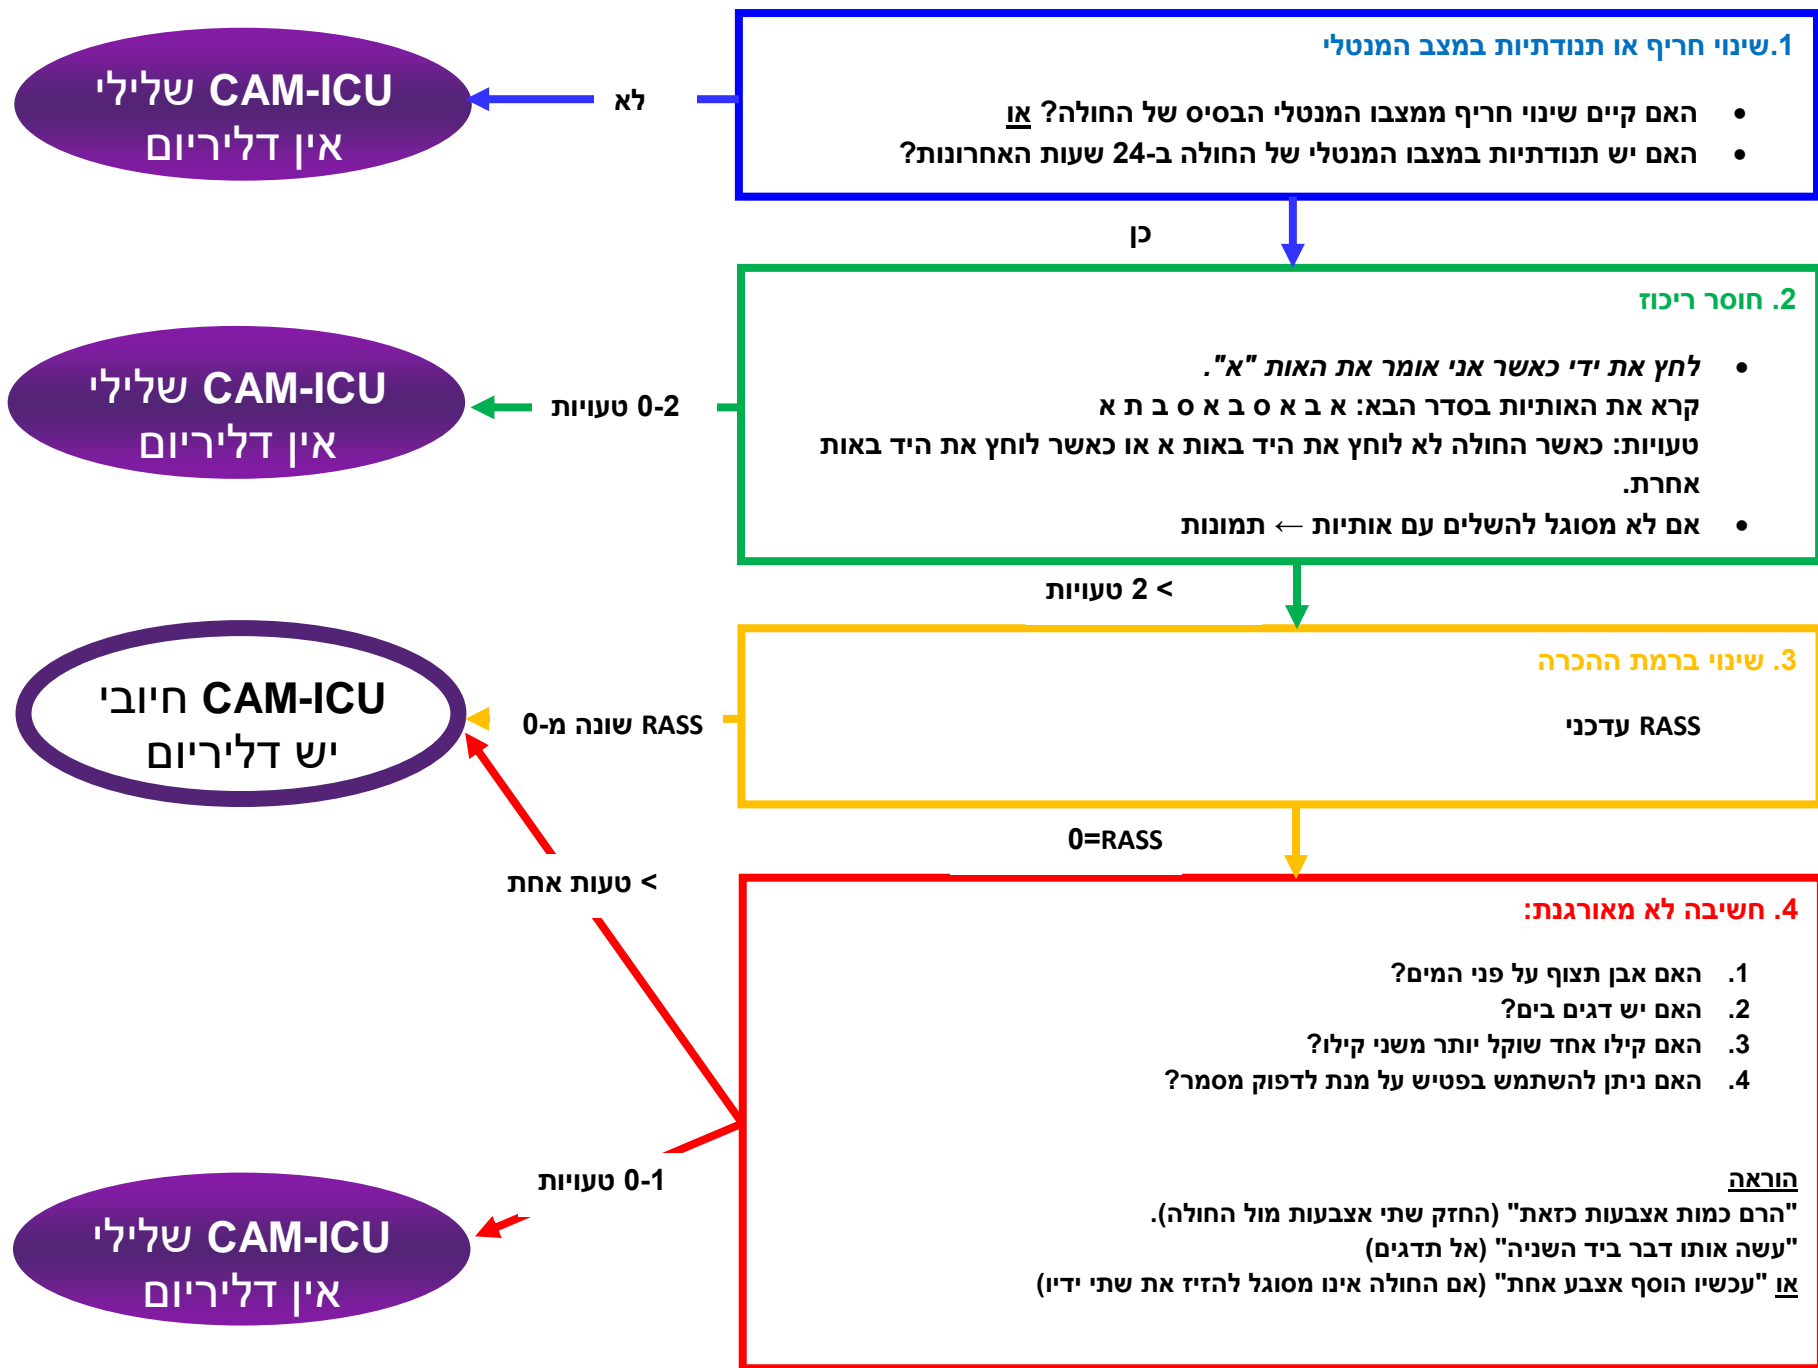 1.שינוי חריף או תנודתיות במצב המנטלי
• האם קיים שינוי חריף ממצבו המנטלי הבסיס של החולה? או
• האם יש תנודתיות במצבו המנטלי של החולה ב-24 שעות האחרונות?
לא
CAM-ICU שלילי
אין דליריום
כן
2. חוסר ריכוז
• לחץ את ידי כאשר אני אומר את האות "א".
קרא את האותיות בסדר הבא: א ב א ס ב א ס ב ת א
טעויות: כאשר החולה לא לוחץ את היד באות א או כאשר לוחץ את היד באות
אחרת.
• אם לא מסוגל להשלים עם אותיות ← תמונות
0-2 טעויות
CAM-ICU שלילי
אין דליריום
> 2 טעויות
3. שינוי ברמת ההכרה
RASS עדכני
RASS שונה מ-0
CAM-ICU חיובי
יש דליריום
0=RASS
> טעות אחת
4. חשיבה לא מאורגנת:
1. האם אבן תצוף על פני המים?
2. האם יש דגים בים?
3. האם קילו אחד שוקל יותר משני קילו?
4. האם ניתן להשתמש בפטיש על מנת לדפוק מסמר?
הוראה
"הרם כמות אצבעות כזאת" (החזק שתי אצבעות מול החולה).
"עשה אותו דבר ביד השניה" (אל תדגים)
או "עכשיו הוסף אצבע אחת" (אם החולה אינו מסוגל להזיז את שתי ידיו)
0-1 טעויות
CAM-ICU שלילי
אין דליריום